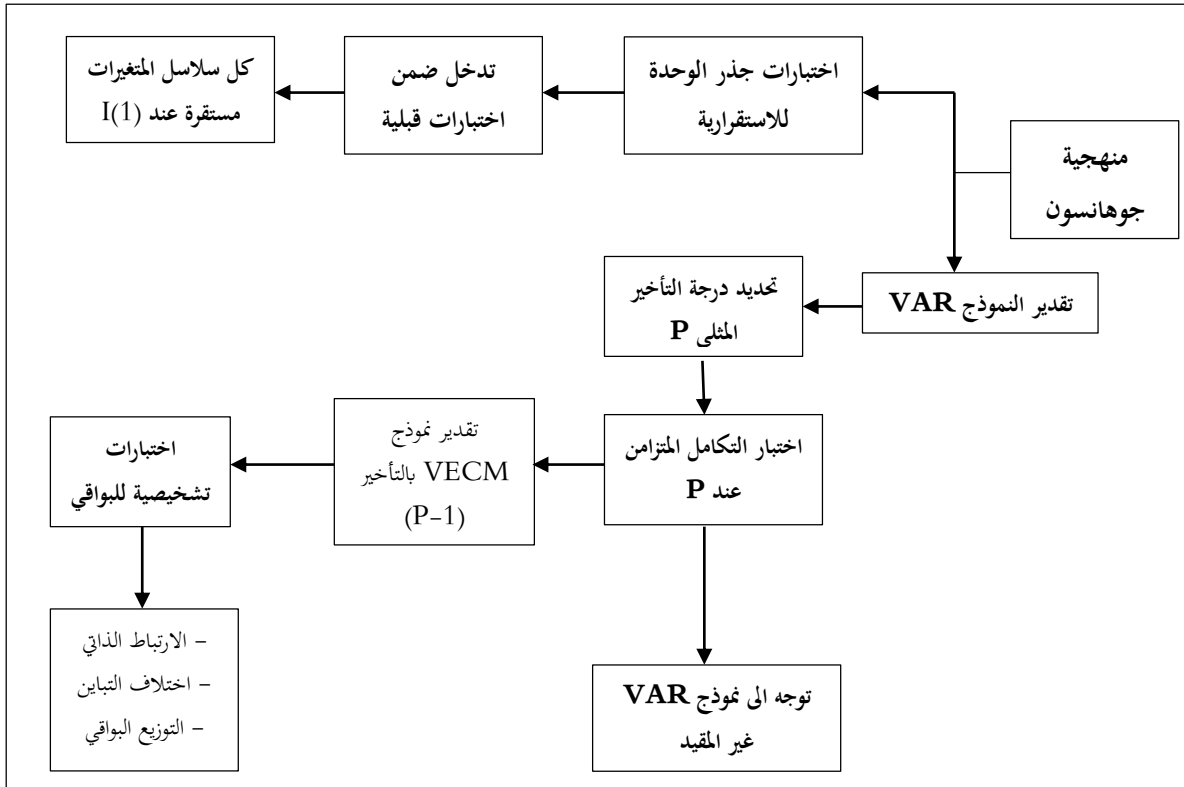 اختبارات جذر الوحدة
للاستقرارية
تدخل ضمن
اختبارات قبلية
كل سلاسل المتغيرات
مستقرة عند I(1)
منهجية
جوهانسون
تقدير النموذج VAR
تحديد درجة التأخير
المثلى P
اختبار التكامل المتزامن
عند P
تقدير نموذج
VECM بالتأخير
(P-1)
اختبارات
تشخيصية للبواقي
- الارتباط الذاتي
- اختلاف التباين
- التوزيع البواقي
توجه الى نموذج VAR
غير المقيد